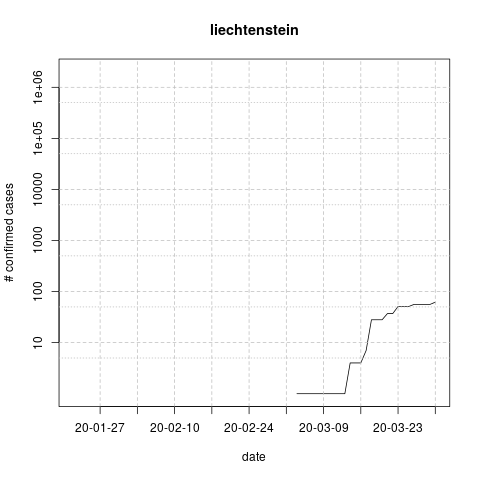 liechtenstein
# confirmed cases
1e+06
1e+05
10000
1000
100
10
20-01-27
20-02-10
20-02-24
20-03-09
20-03-23
date